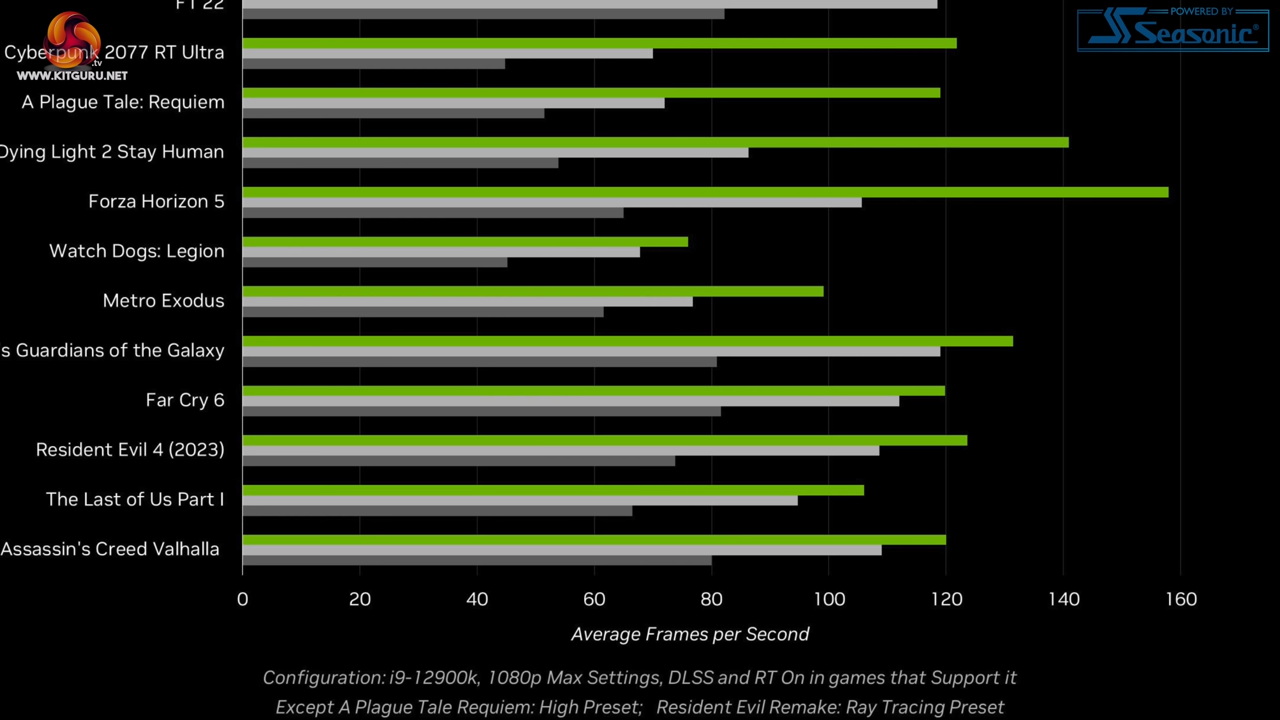 POWERED BY
Seasonic
Cyberpunk 2077 RT Ultra
.tv
WWW.KITGURU.NET
A Plague Tale: Requiem
Dying Light 2 Stay Human
Forza Horizon 5
Watch Dogs: Legion
Metro Exodus
s Guardians of the Galaxy
Far Cry 6
Resident Evil 4 (2023)
The Last of Us Part I
Assassin's Creed Valhalla
0 20 40 60 80 100 120 140 160
Average Frames per Second
Configuration: i9-12900k, 1080p Max Settings, DLSS and RT On in games that Support it
Except A Plague Tale Requiem: High Preset; Resident Evil Remake: Ray Tracing Preset